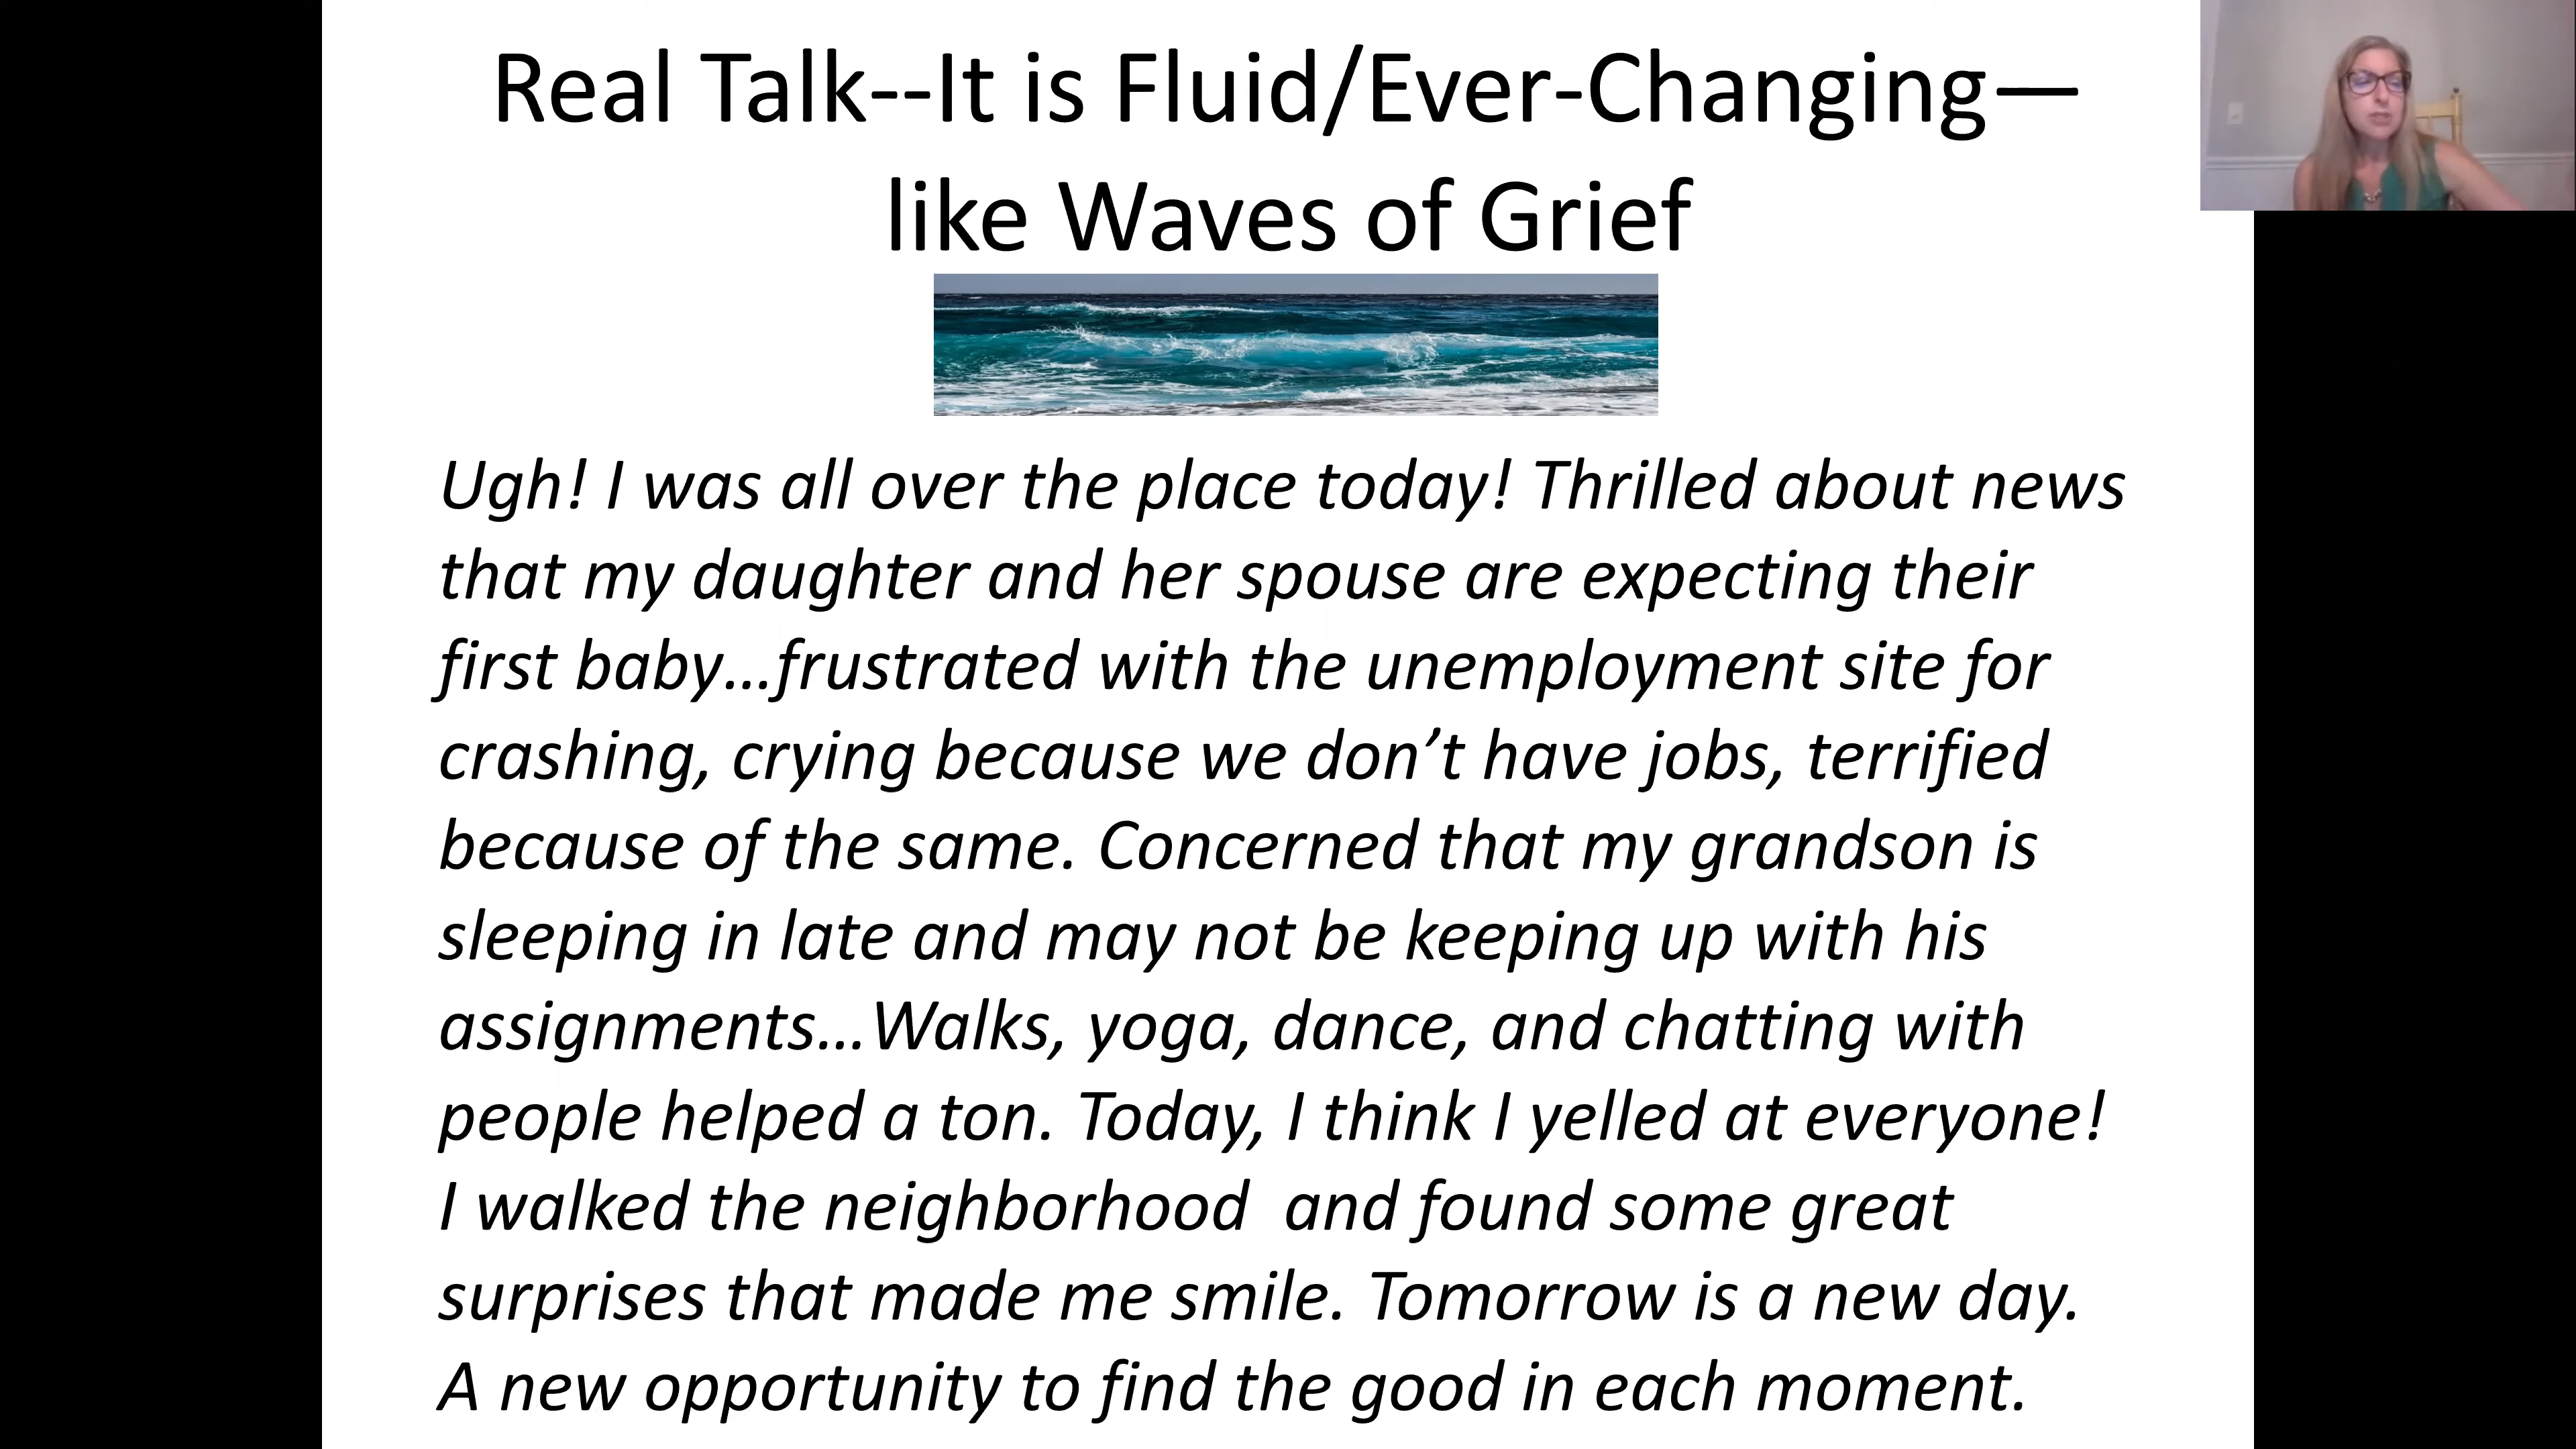 Real Talk--It is Fluid/Ever-Changing—
like Waves of Grief
Ugh! I was all over the place today! Thrilled about news
that my daughter and her spouse are expecting their
first baby…frustrated with the unemployment site for
crashing, crying because we don’t have jobs, terrified
because of the same. Concerned that my grandson is
sleeping in late and may not be keeping up with his
assignments…Walks, yoga, dance, and chatting with
people helped a ton. Today, I think I yelled at everyone!
I walked the neighborhood  and found some great
surprises that made me smile. Tomorrow is a new day.
A new opportunity to find the good in each moment.